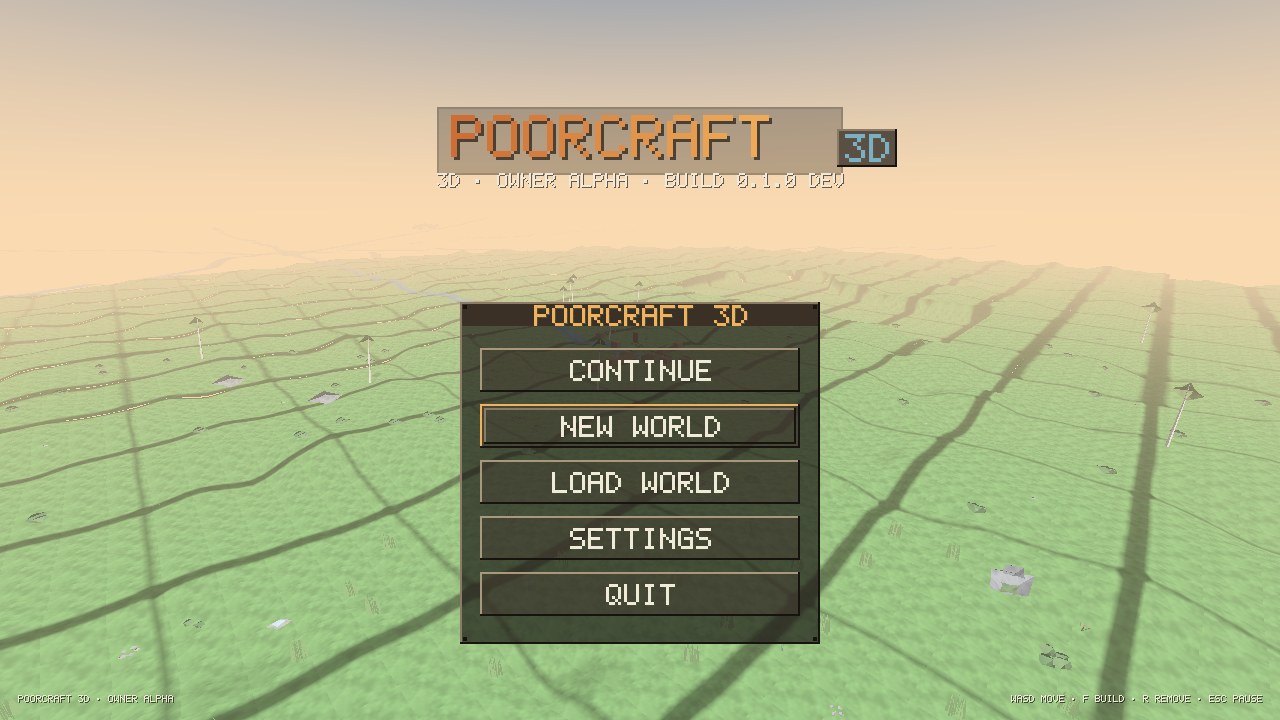 POORCRAFT
3D
3D · OWNER ALPHA · BUILD 0.1.0 DEV
POORCRAFT 3D
CONTINUE
NEW WORLD
LOAD WORLD
SETTINGS
QUIT
POORCRAFT 3D · OWNER ALPHA
WASD MOVE · F BUILD · R REMOVE · ESC PAUSE